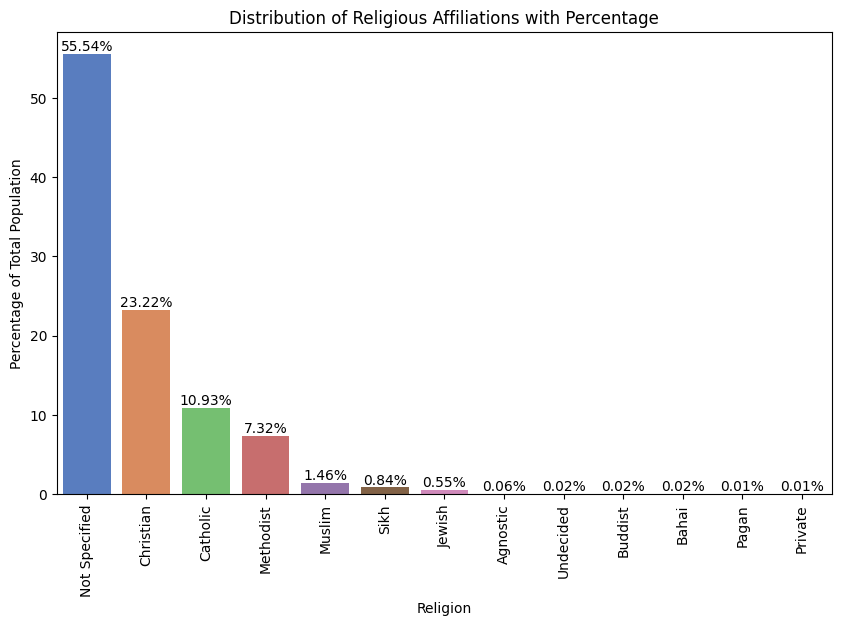 Distribution of Religious Affiliations with Percentage
Percentage of Total Population
50
40
30
20
10
0
55.54%
23.22%
10.93%
7.32%
1.46%
0.84%
0.55%
0.06%
0.02%
0.02%
0.02%
0.01%
0.01%
Not Specified
Christian
Catholic
Methodist
Muslim
Sikh
Jewish
Agnostic
Undecided
Buddist
Bahai
Pagan
Private
Religion